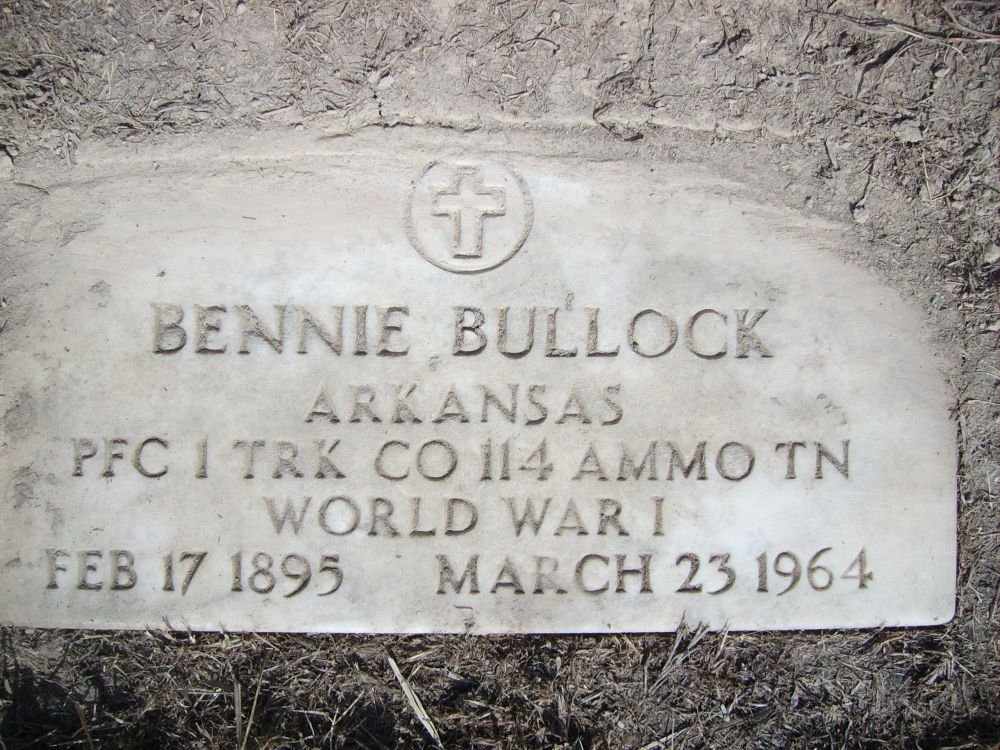 BENNIE BULLOCK
ARKANSAS
PFC 1 TRK CO 114 AMMO TN
WORLD WAR I
FEB 17 1895 MARCH 23 1964